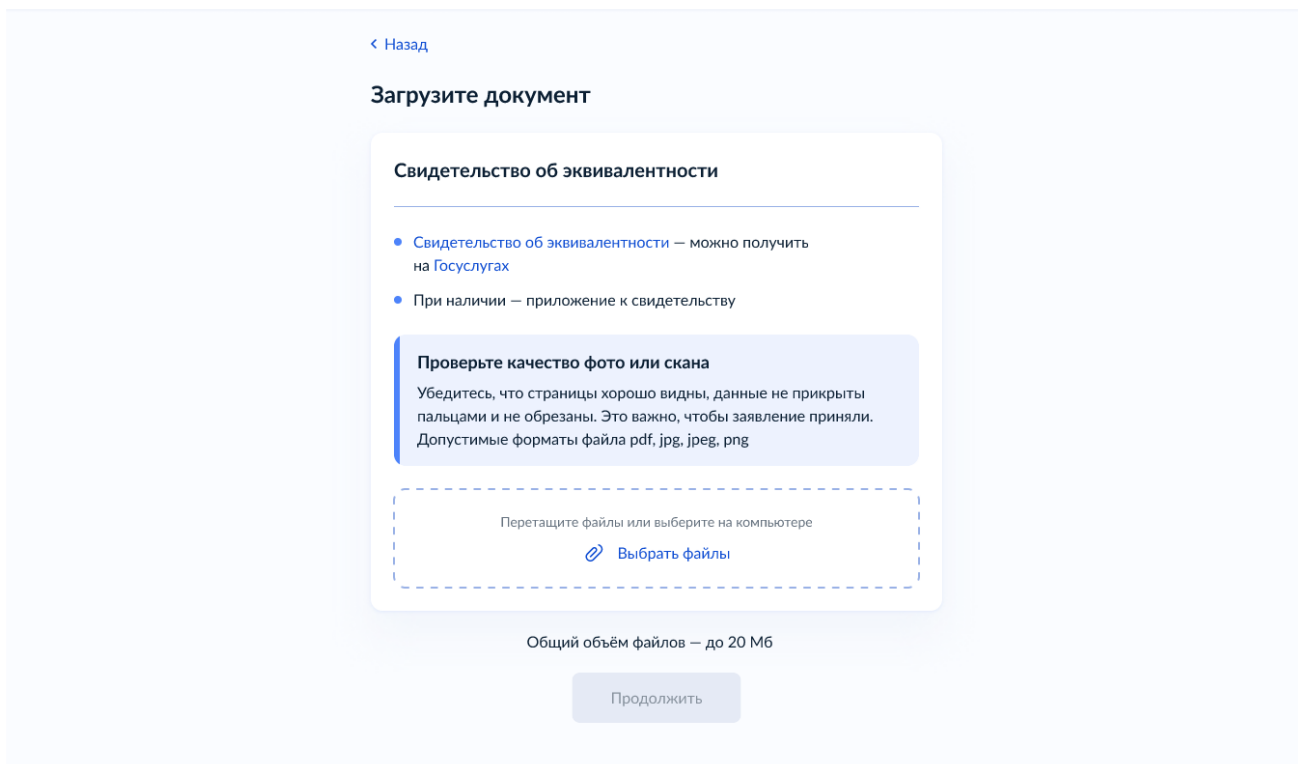 Назад
Загрузите документ
Свидетельство об эквивалентности
Свидетельство об эквивалентности — можно получить
на Госуслугах
При наличии — приложение к свидетельству
Проверьте качество фото или скана
Убедитесь, что страницы хорошо видны, данные не прикрыты
пальцами и не обрезаны. Это важно, чтобы заявление приняли.
Допустимые форматы файла pdf, jpg, jpeg, png
Перетащите файлы или выберите на компьютере
Выбрать файлы
Общий объём файлов — до 20 Мб
Продолжить